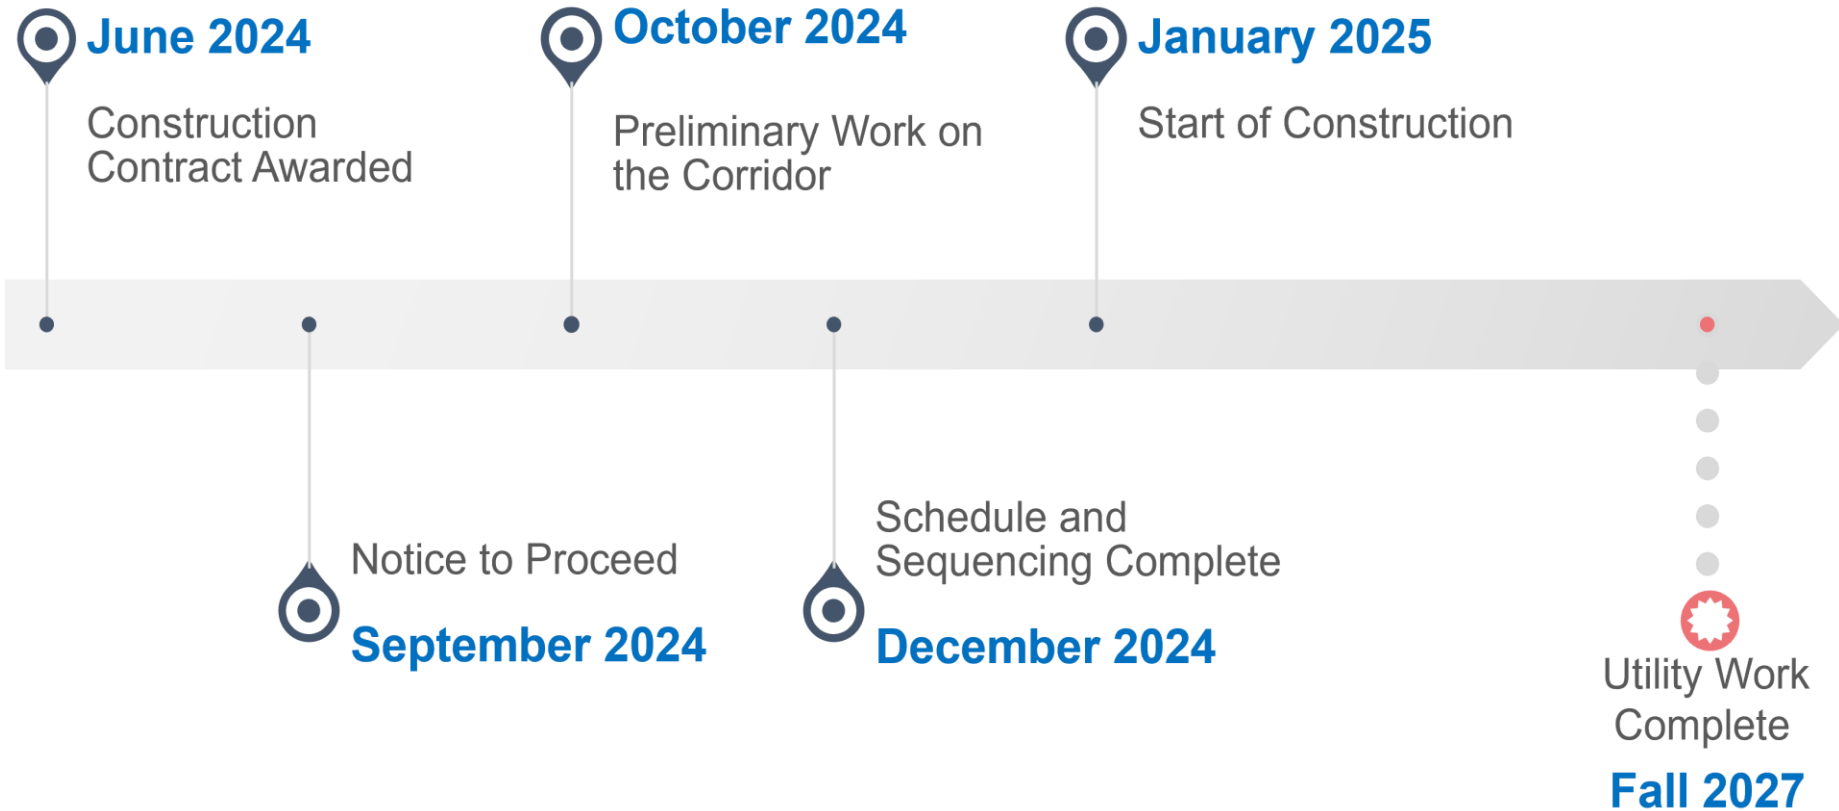 June 2024
Construction
Contract Awarded
October 2024
Preliminary Work on
the Corridor
January 2025
Start of Construction
Notice to Proceed
September 2024
Schedule and
Sequencing Complete
December 2024
Utility Work
Complete
Fall 2027